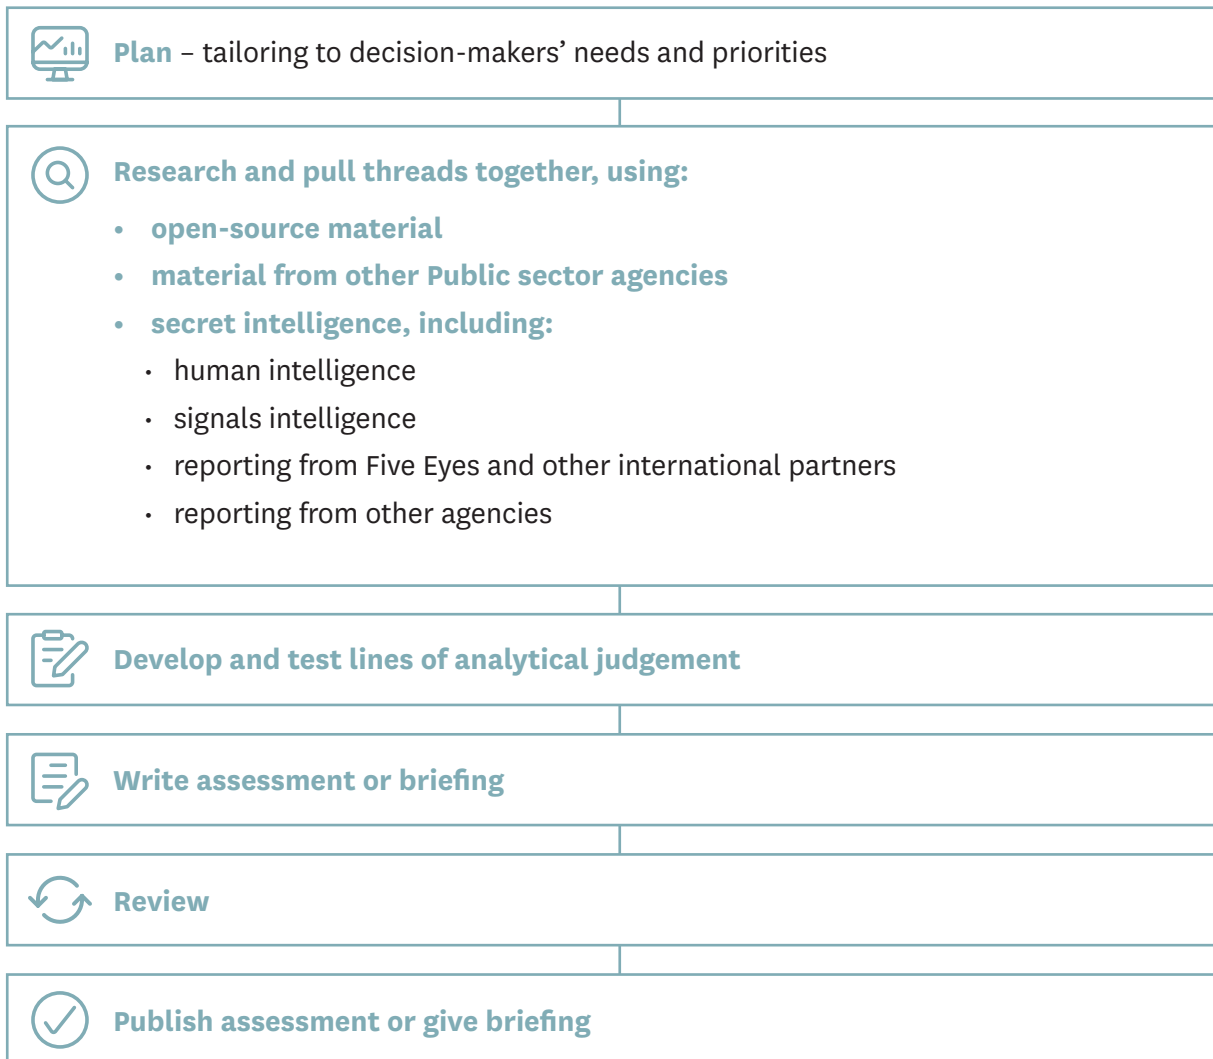 Plan – tailoring to decision-makers’ needs and priorities
Research and pull threads together, using:
• open-source material
• material from other Public sector agencies
• secret intelligence, including:
• human intelligence
• signals intelligence
• reporting from Five Eyes and other international partners
• reporting from other agencies
Develop and test lines of analytical judgement
Write assessment or briefing
Review
Publish assessment or give briefing